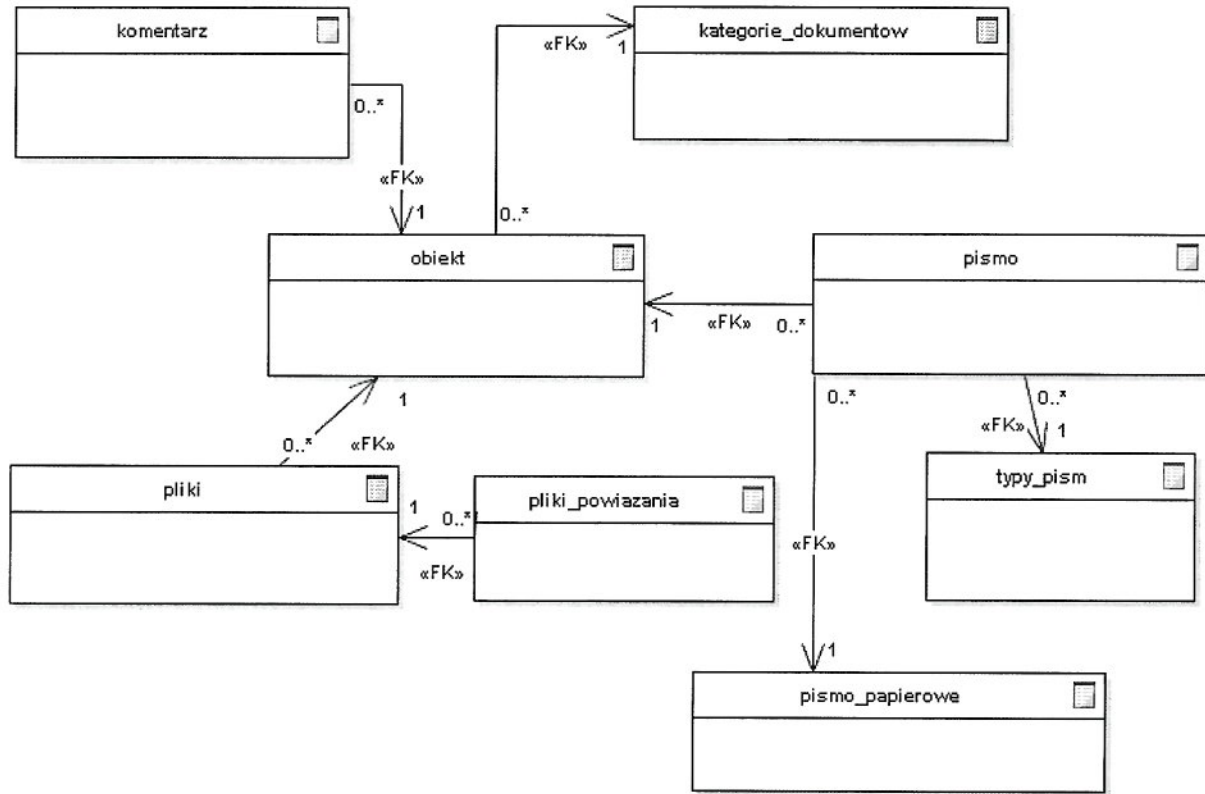 komentarz
kategorie_dokumentow
«FK»
1
0..*
«FK»
1
0..*
obiekt
pismo
1
«FK»
0..*
1
0..*
«FK»
0..*
0..*
«FK»
1
pliki
pliki_powiazania
typy_pism
1
0..*
«FK»
«FK»
1
pismo_papierowe